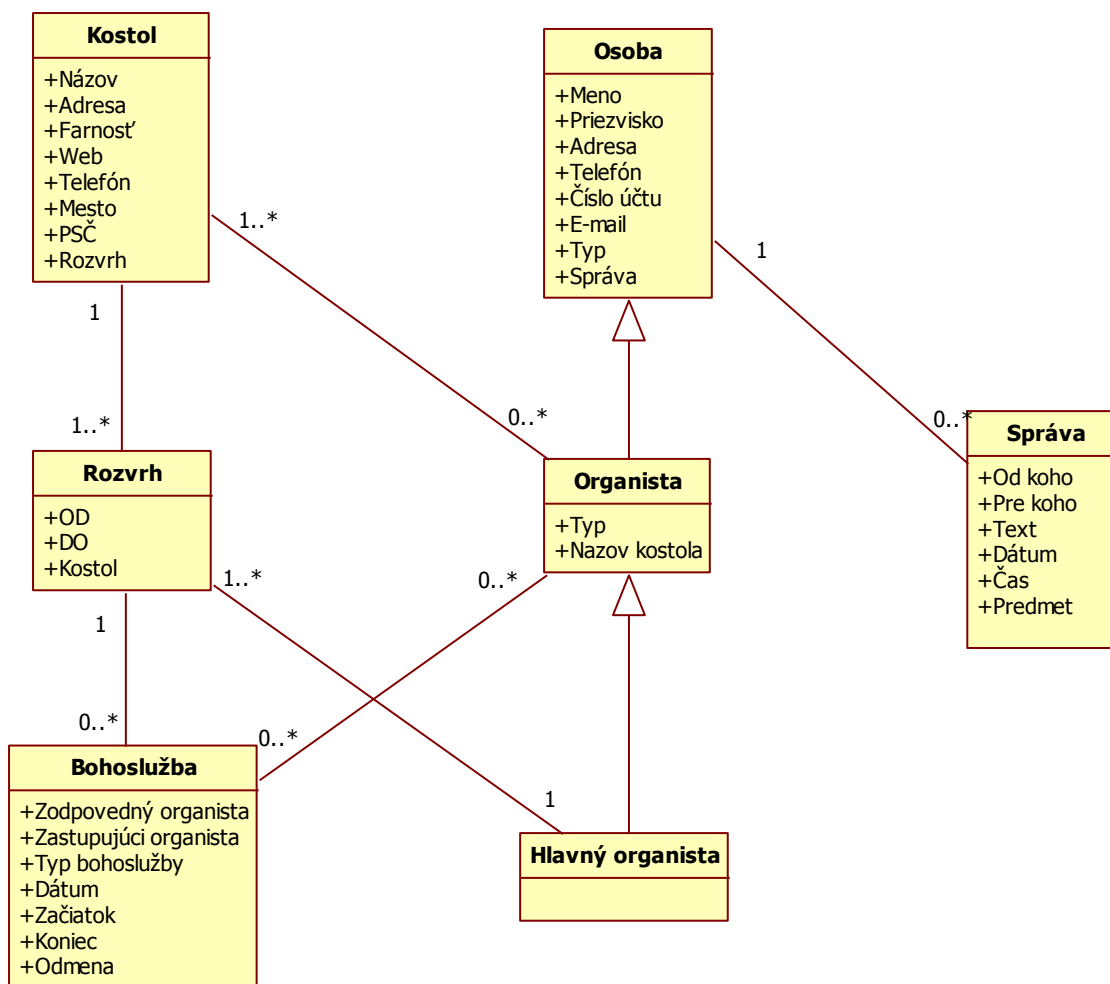 Kostol
+Názov
+Adresa
+Farnosť
+Web
+Telefón
+Mesto
+PSČ
+Rozvrh
Osoba
+Meno
+Priezvisko
+Adresa
+Telefón
+Číslo účtu
+E-mail
+Typ
+Správa
1..*
1
1
0..*
0..*
1..*
Správa
+Od koho
+Pre koho
+Text
+Dátum
+Čas
+Predmet
Rozvrh
+OD
+DO
+Kostol
Organista
+Typ
+Nazov kostola
1..*
0..*
1
0..*
0..*
1
Bohoslužba
+Zodpovedný organista
+Zastupujúci organista
+Typ bohoslužby
+Dátum
+Začiatok
+Koniec
+Odmena
Hlavný organista